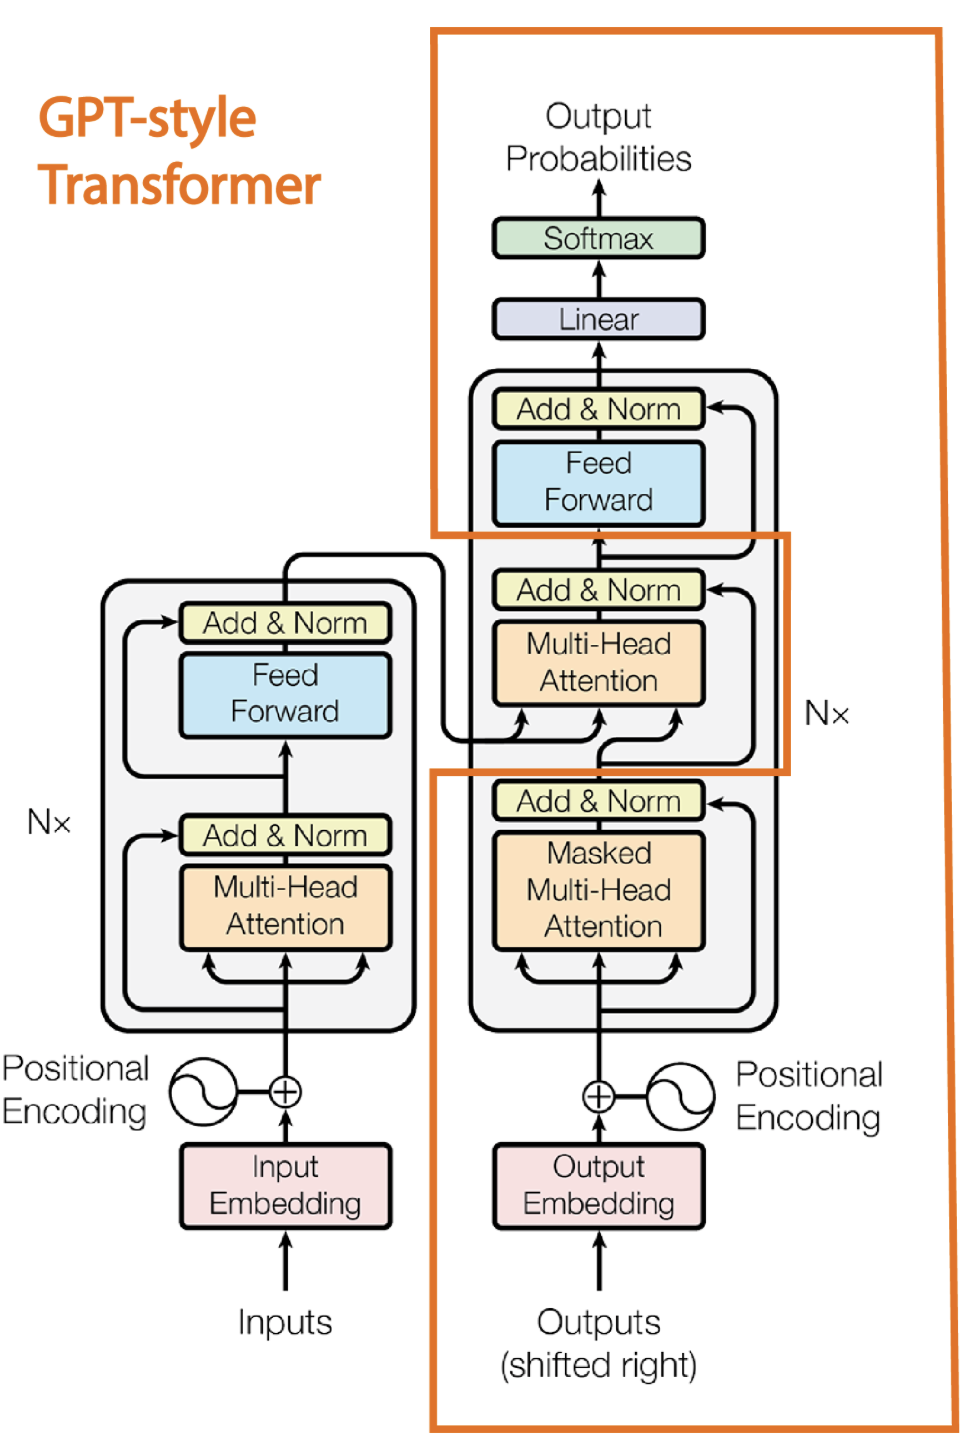 GPT-style
Transformer
Output
Probabilities
Softmax
Linear
Add & Norm
Feed
Forward
Add & Norm
Multi-Head
Attention
N×
Add & Norm
Masked
Multi-Head
Attention
Positional
Encoding
Output
Embedding
Outputs
(shifted right)
Add & Norm
Feed
Forward
N×
Add & Norm
Multi-Head
Attention
Positional
Encoding
Input
Embedding
Inputs